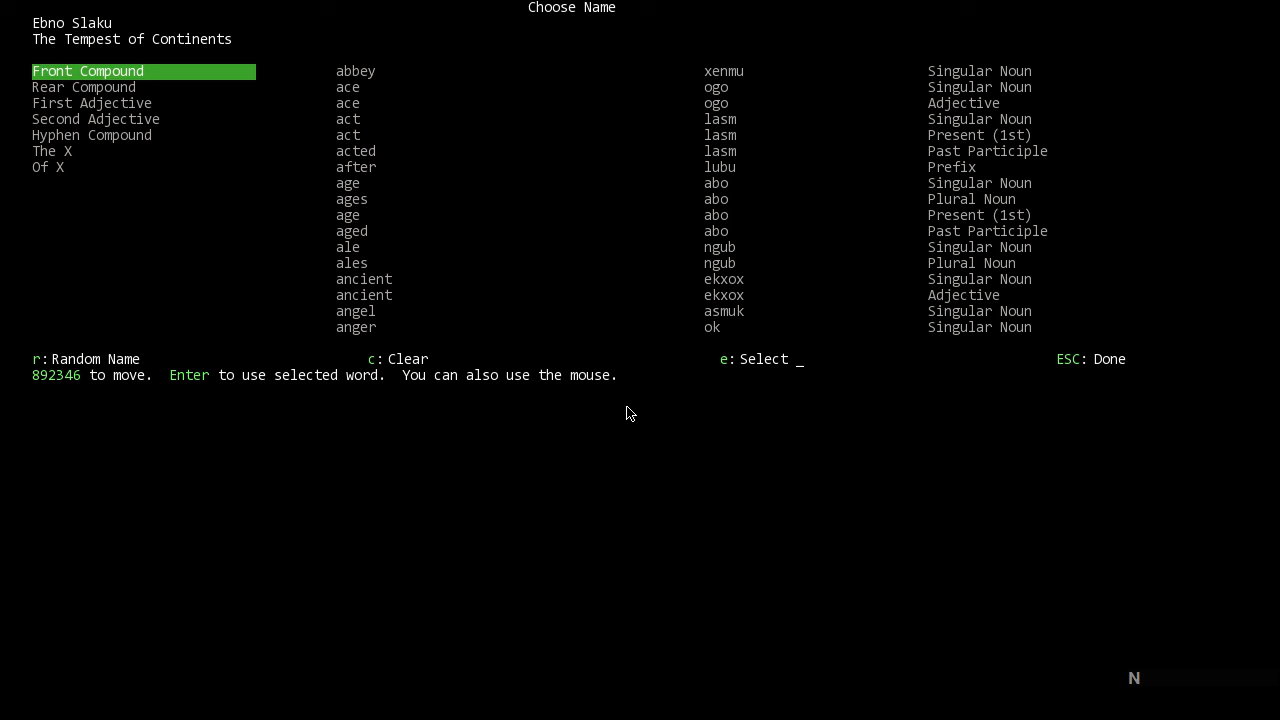 Choose Name
Ebno Slaku
The Tempest of Continents
Front Compound abbey xenmu Singular Noun
Rear Compound ace ogo Singular Noun
First Adjective ace ogo Adjective
Second Adjective act lasm Singular Noun
Hyphen Compound act lasm Present (1st)
The X acted lasm Past Participle
Of X after lubu Prefix
age abo Singular Noun
ages abo Plural Noun
age abo Present (1st)
aged abo Past Participle
ale ngub Singular Noun
ales ngub Plural Noun
ancient ekxox Singular Noun
ancient ekxox Adjective
angel asmuk Singular Noun
anger ok Singular Noun
r: Random Name c: Clear e: Select _ ESC: Done
892346 to move. Enter to use selected word. You can also use the mouse.
N